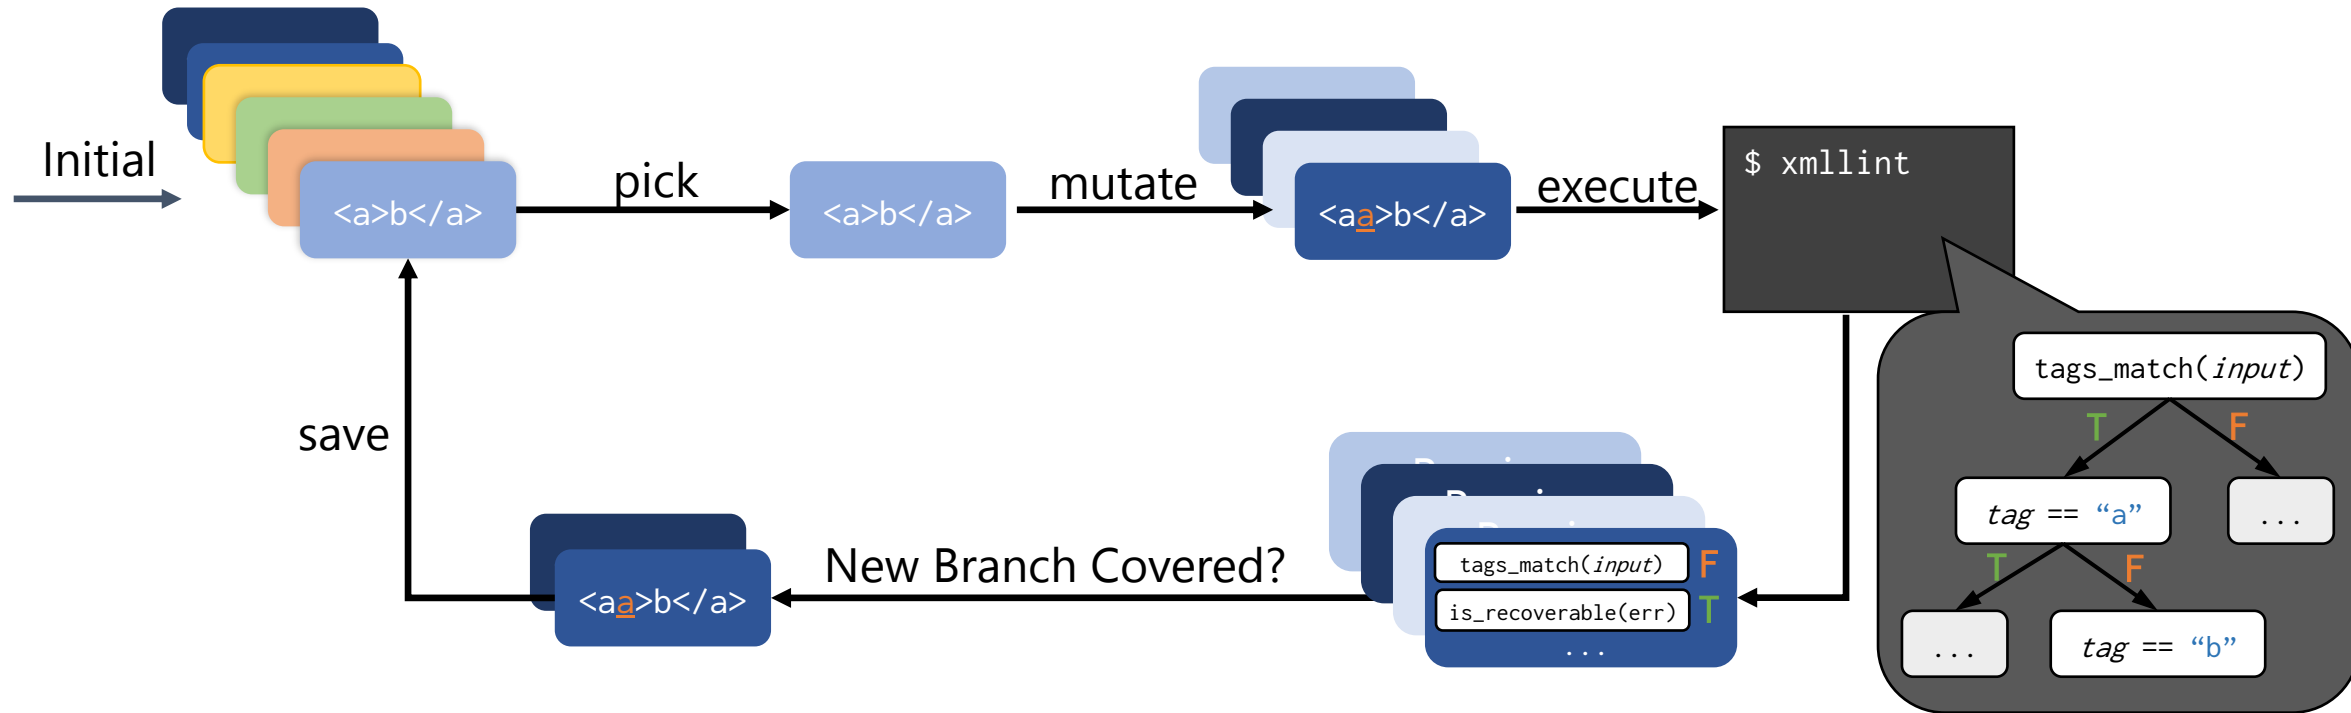 Initial
<a>b</a>
pick
<a>b</a>
mutate
<aa>b</a>
execute
$ xmllint
tags_match(input)
T
F
tag == “a”
...
T
F
...
tag == “b”
tags_match(input) F
is_recoverable(err) T
...
New Branch Covered?
<aa>b</a>
save